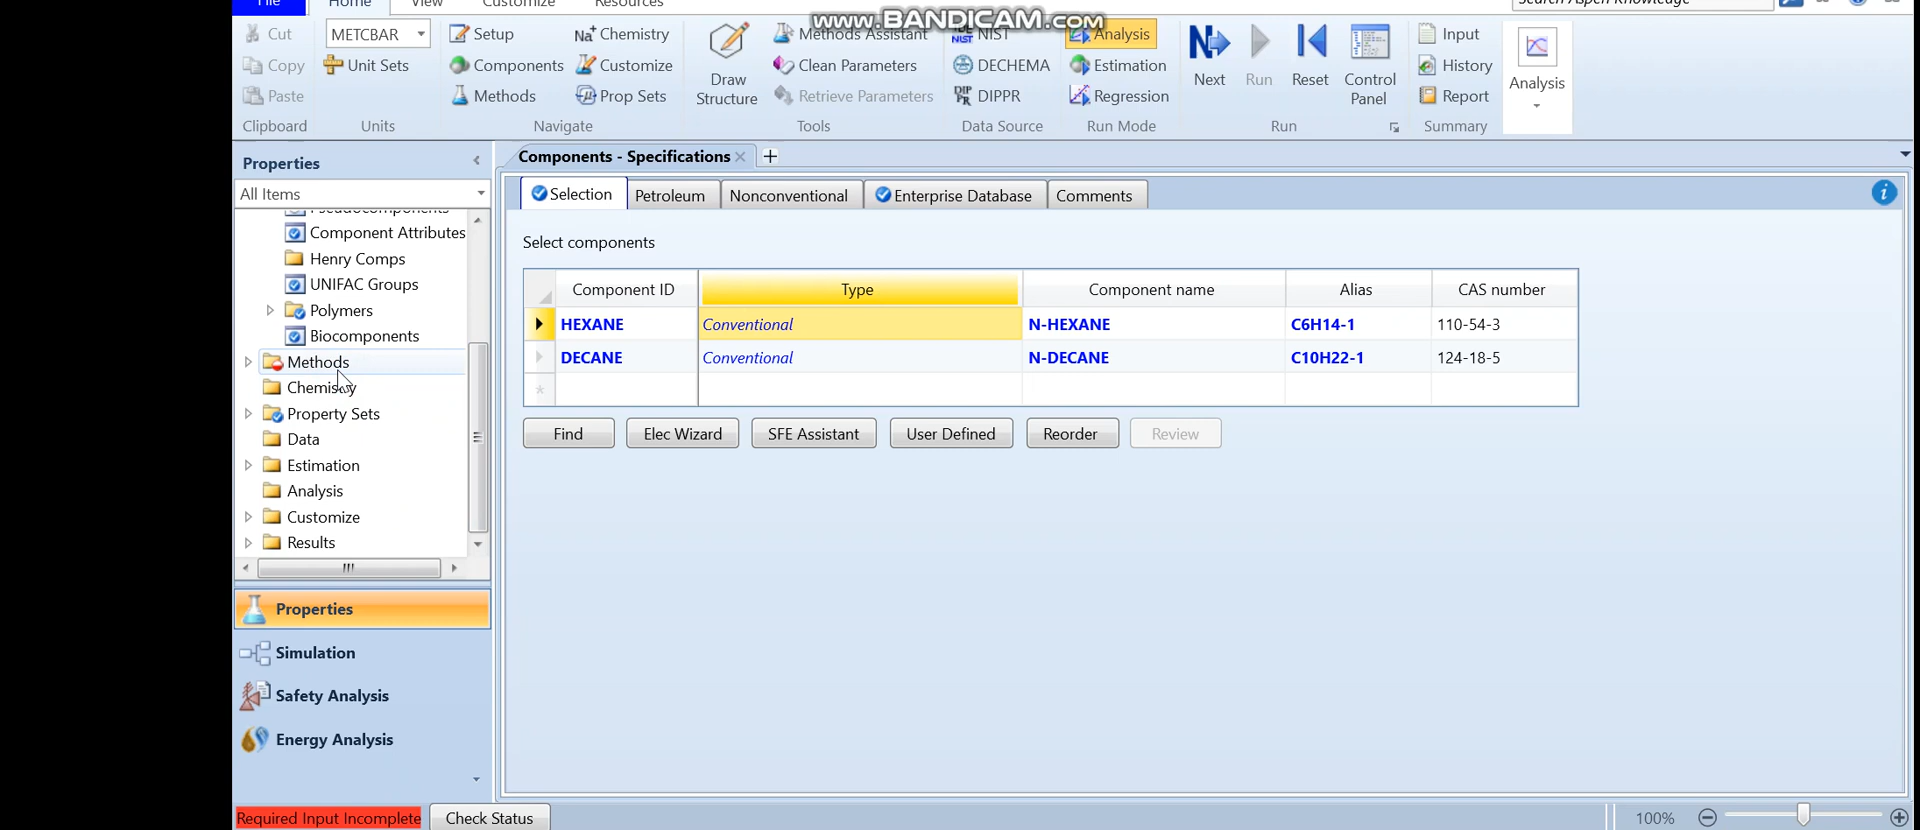 File Home View Customize Resources Search Aspen Knowledge
www.BANDICAM.com
Cut METCBAR Setup Na+ Chemistry Methods Assistant NIST NIST Analysis Input
Copy Unit Sets Components Customize Clean Parameters DECHEMA Estimation History
Paste Methods Prop Sets Retrieve Parameters DIPPR Regression Report
Draw Structure
Next Run Reset Control Panel Analysis
Clipboard Units Navigate Tools Data Source Run Mode Run Summary
Properties
All Items
Pseudocomponents
Component Attributes
Henry Comps
UNIFAC Groups
Polymers
Biocomponents
Methods
Chemistry
Property Sets
Data
Estimation
Analysis
Customize
Results
Properties
Simulation
Safety Analysis
Energy Analysis
Components - Specifications
Selection Petroleum Nonconventional Enterprise Database Comments
Select components
Component ID Type Component name Alias CAS number
HEXANE Conventional N-HEXANE C6H14-1 110-54-3
DECANE Conventional N-DECANE C10H22-1 124-18-5
Find Elec Wizard SFE Assistant User Defined Reorder Review
Required Input Incomplete Check Status 100%